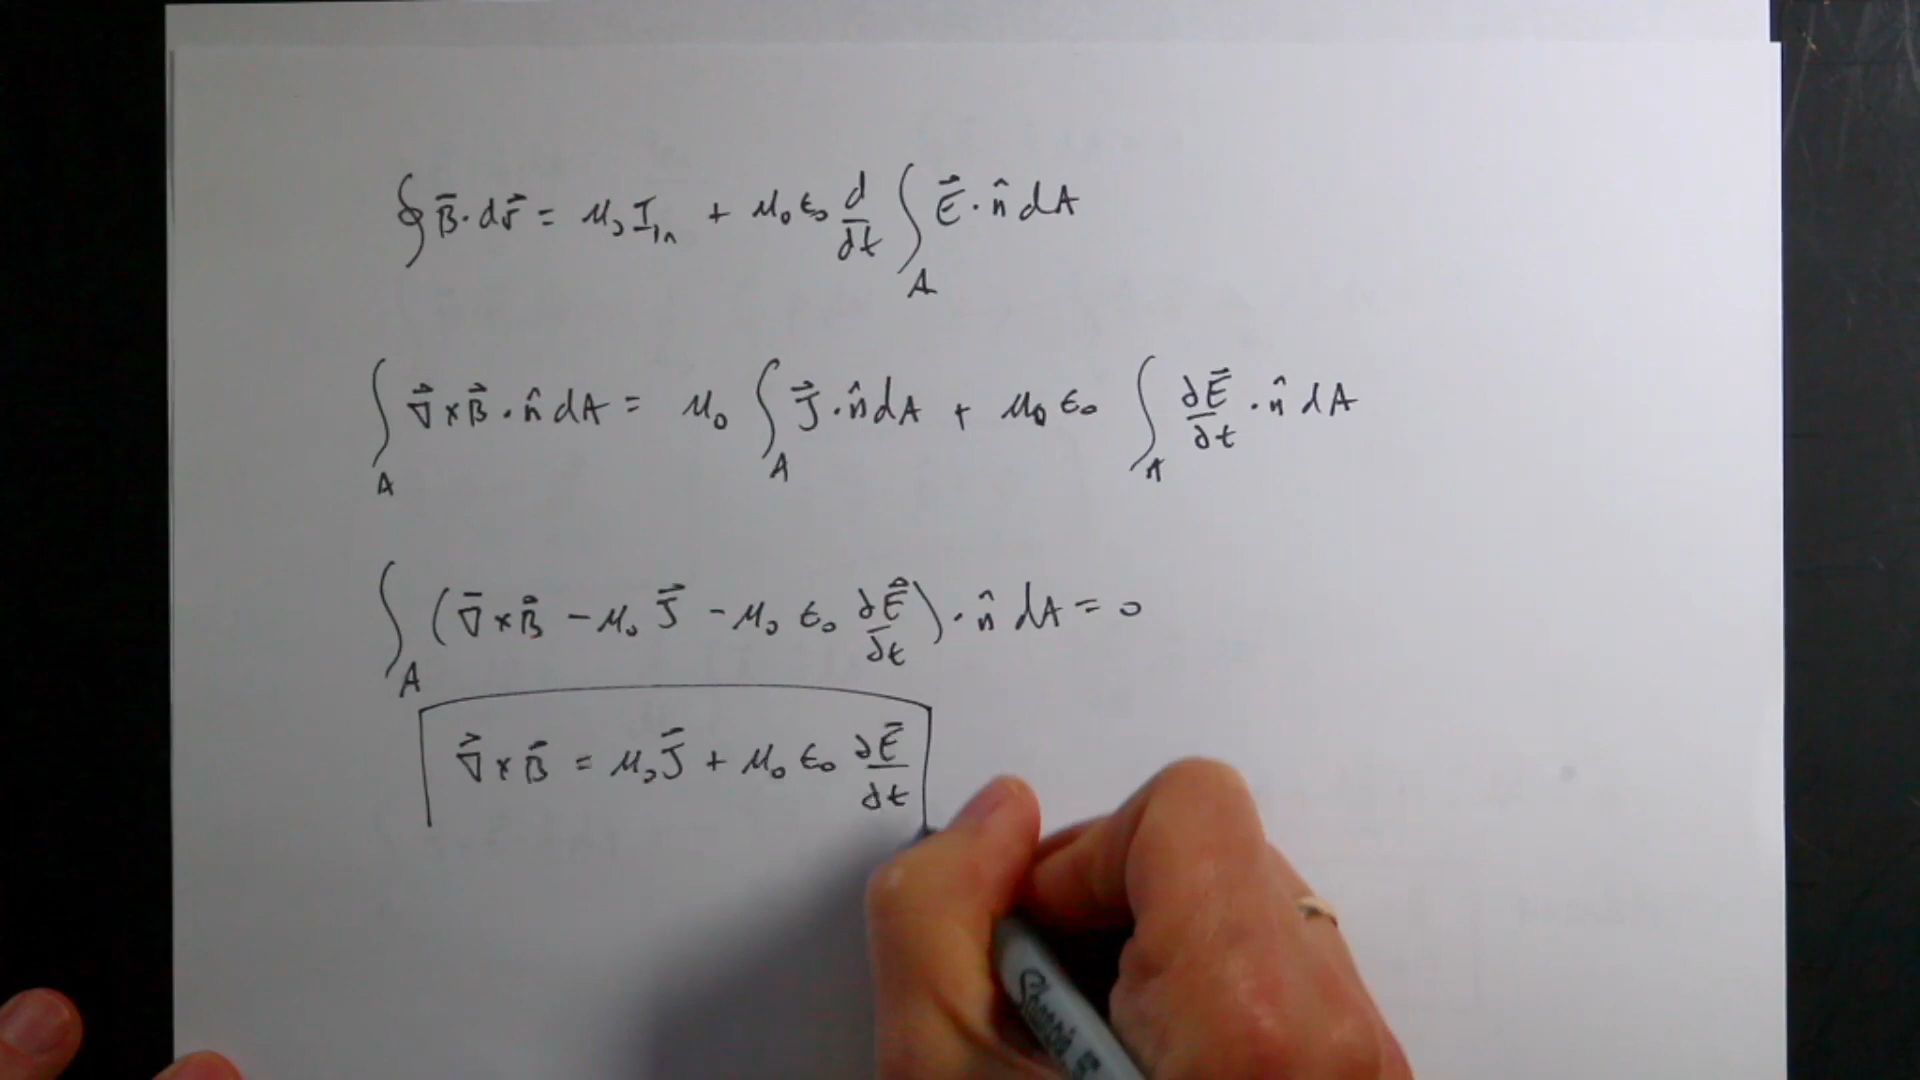 ∮ B̄ · dr⃗ = μ₀ I_in + μ₀ ε₀ d/dt ∫_A E⃗ · n̂ dA
∫_A ∇⃗ × B⃗ · n̂ dA = μ₀ ∫_A J⃗ · n̂ dA + μ₀ ε₀ ∫_A ∂E⃗/∂t · n̂ dA
∫_A (∇̄ × B⃗ − μ₀ J⃗ − μ₀ ε₀ ∂E⃗/∂t) · n̂ dA = 0
∇⃗ × B̄ = μ₀ J̄ + μ₀ ε₀ ∂Ē/∂t
Sharpie